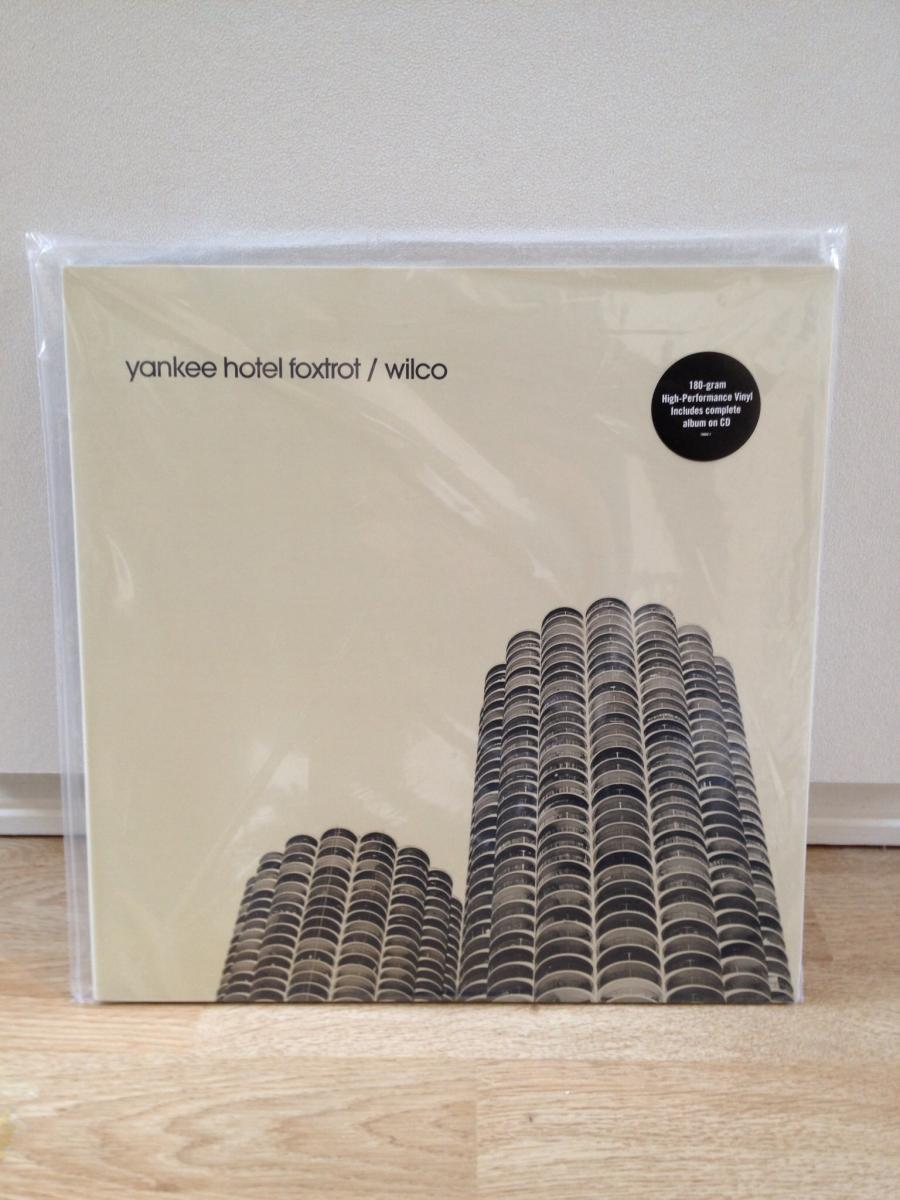 yankee hotel foxtrot / wilco
180-gram
High-Performance Vinyl
Includes complete
album on CD